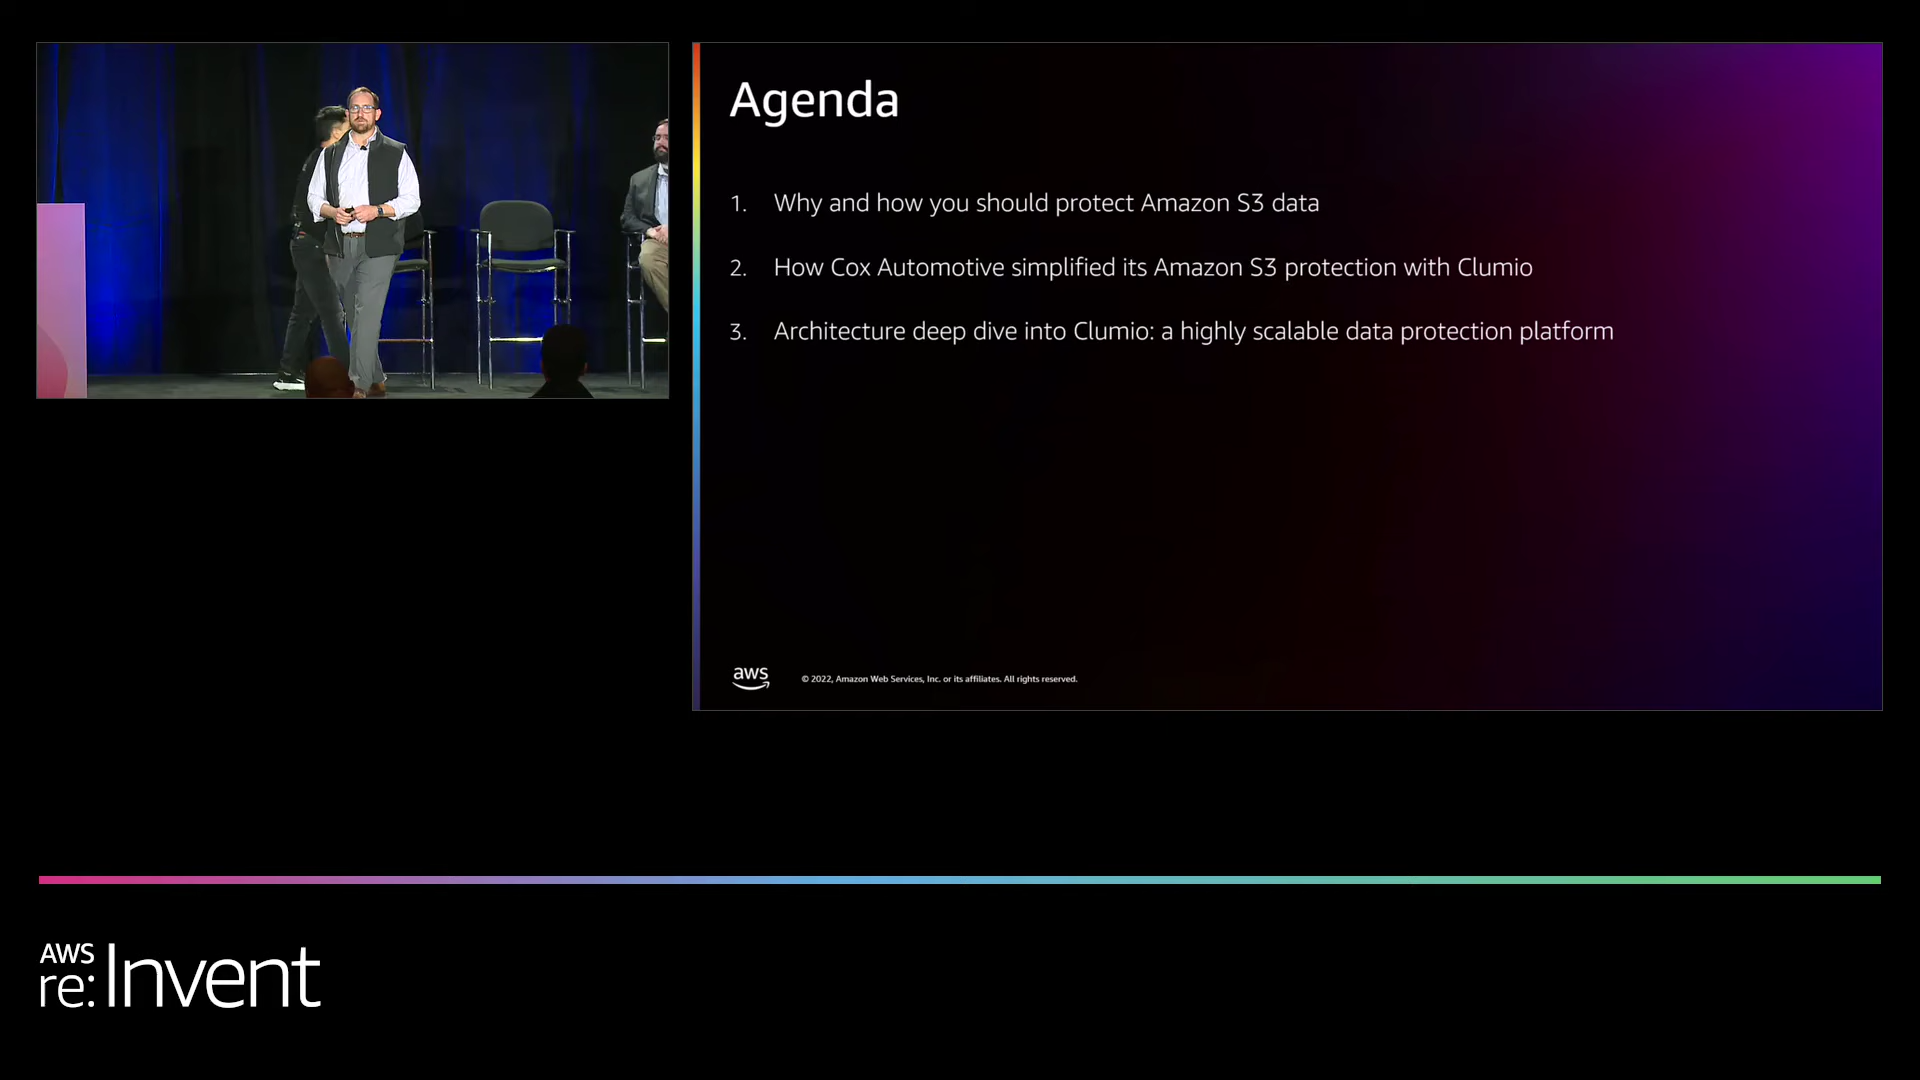 Agenda
1. Why and how you should protect Amazon S3 data
2. How Cox Automotive simplified its Amazon S3 protection with Clumio
3. Architecture deep dive into Clumio: a highly scalable data protection platform
aws
© 2022, Amazon Web Services, Inc. or its affiliates. All rights reserved.
AWS
re:Invent